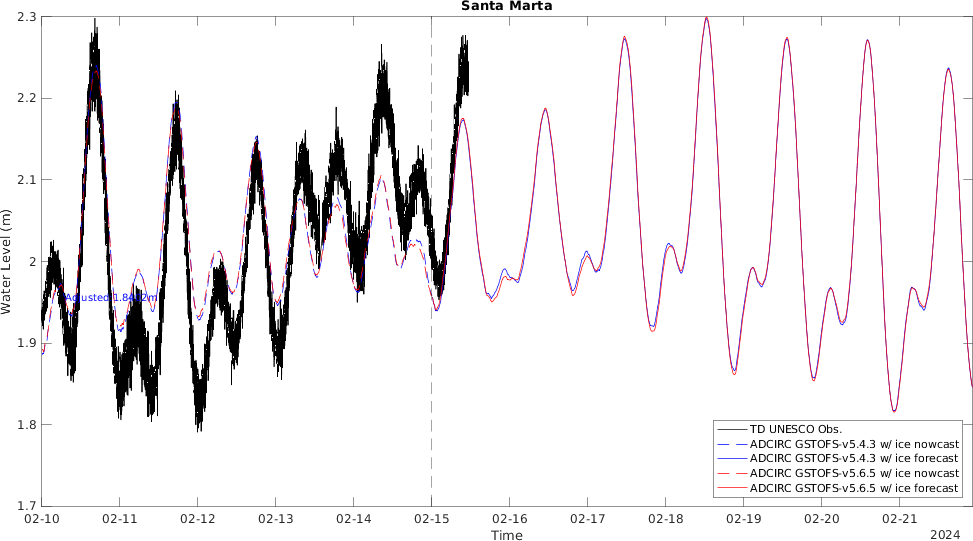 Santa Marta
2.3
2.2
2.1
2
1.9
1.8
1.7
Water Level (m)
02-10 02-11 02-12 02-13 02-14 02-15 02-16 02-17 02-18 02-19 02-20 02-21
Time
2024
TD UNESCO Obs.
ADCIRC GSTOFS-v5.4.3 w/ ice nowcast
ADCIRC GSTOFS-v5.4.3 w/ ice forecast
ADCIRC GSTOFS-v5.6.5 w/ ice nowcast
ADCIRC GSTOFS-v5.6.5 w/ ice forecast